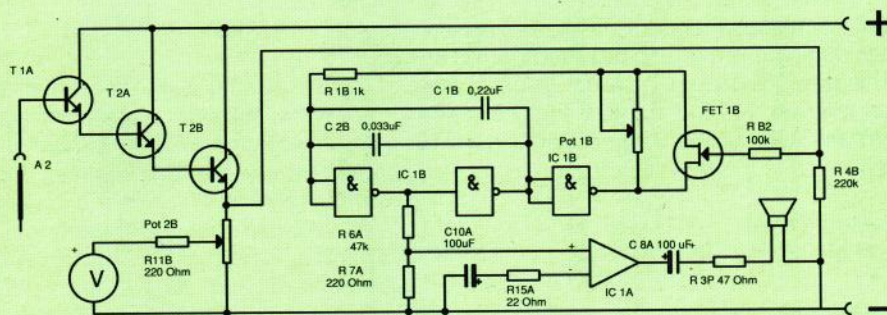 +
T 1A
R 1B 1k
C 1B 0,22uF
T 2A
FET 1B
C 2B 0,033uF
Pot 1B
R B2
100k
T 2B
IC 1B
IC 1B
A 2
&
&
&
R 4B
220k
Pot 2B
R 6A
47k
C10A
100uF
+
V
R11B
220 Ohm
R 7A
220 Ohm
+
+
-
C 8A 100 uF+
+
R15A
22 Ohm
IC 1A
R 3P 47 Ohm
-